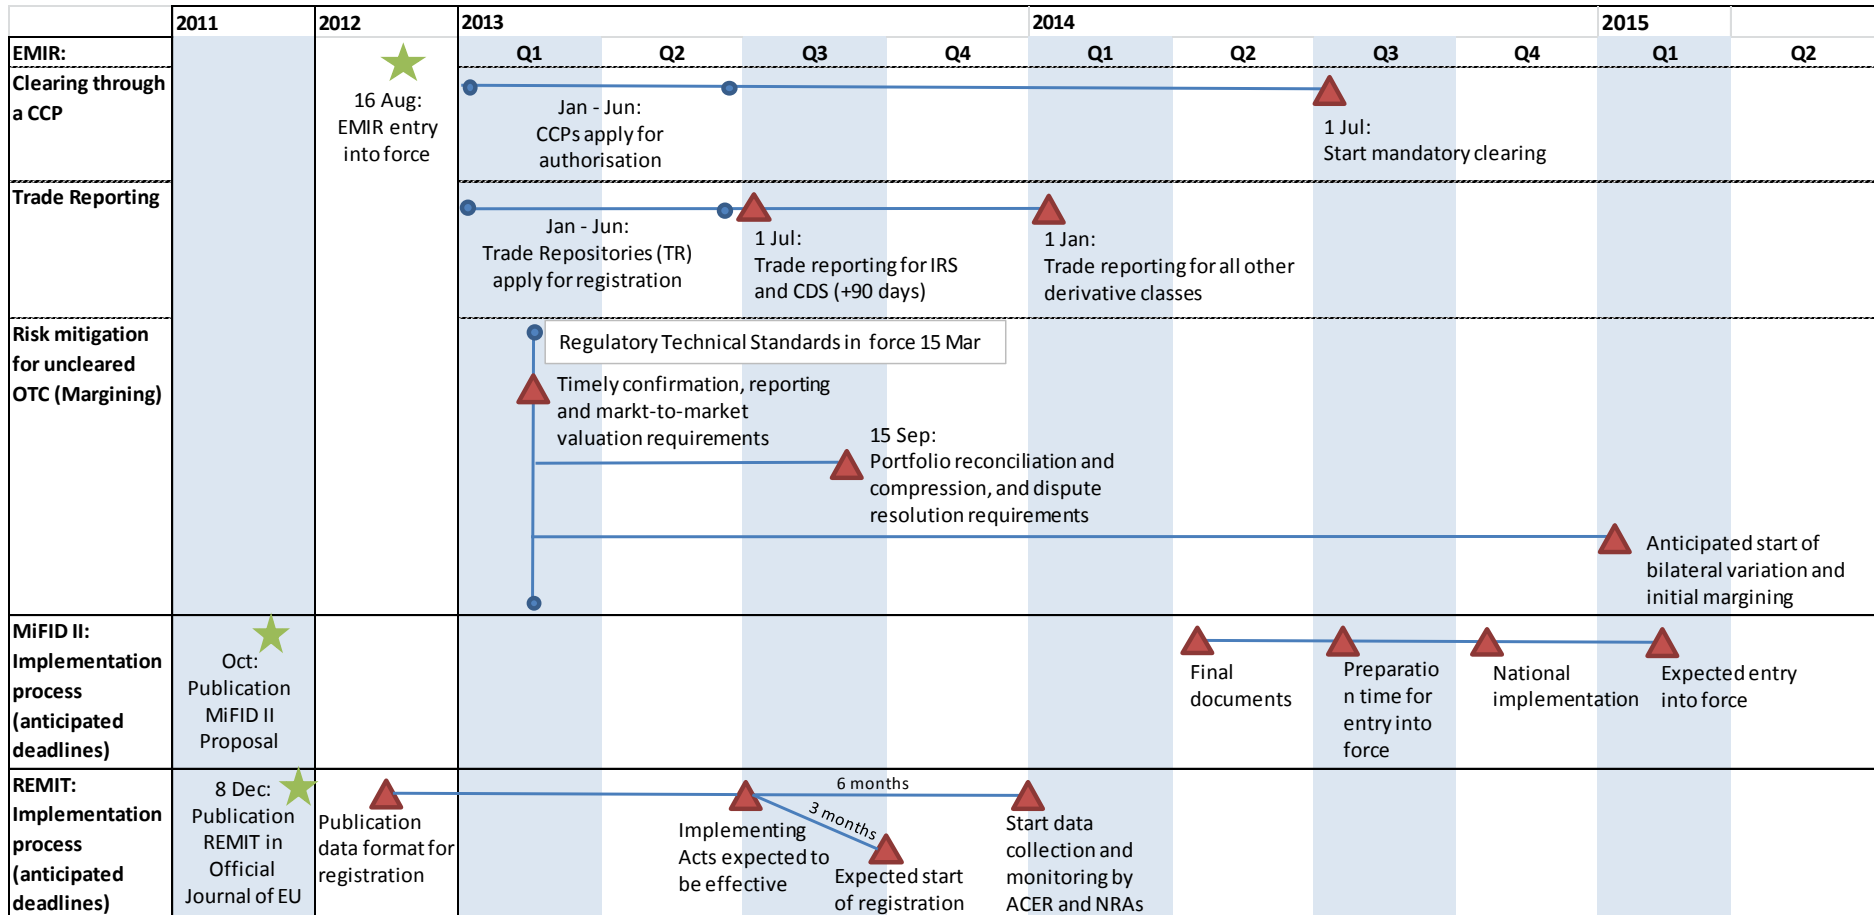 2011
2012
2013
2014
2015
EMIR:
Q1
Q2
Q3
Q4
Q1
Q2
Q3
Q4
Q1
Q2
Clearing through
a CCP
16 Aug:
EMIR entry
into force
Jan - Jun:
CCPs apply for
authorisation
1 Jul:
Start mandatory clearing
Trade Reporting
Jan - Jun:
Trade Repositories (TR)
apply for registration
1 Jul:
Trade reporting for IRS
and CDS (+90 days)
1 Jan:
Trade reporting for all other
derivative classes
Risk mitigation
for uncleared
OTC (Margining)
Regulatory Technical Standards in force 15 Mar
Timely confirmation, reporting
and markt-to-market
valuation requirements
15 Sep:
Portfolio reconciliation and
compression, and dispute
resolution requirements
Anticipated start of
bilateral variation and
initial margining
MiFID II:
Implementation
process
(anticipated
deadlines)
Oct:
Publication
MiFID II
Proposal
Final
documents
Preparatio
n time for
entry into
force
National
implementation
Expected entry
into force
REMIT:
Implementation
process
(anticipated
deadlines)
8 Dec:
Publication
REMIT in
Official
Journal of EU
Publication
data format for
registration
6 months
3 months
Implementing
Acts expected to
be effective
Expected start
of registration
Start data
collection and
monitoring by
ACER and NRAs